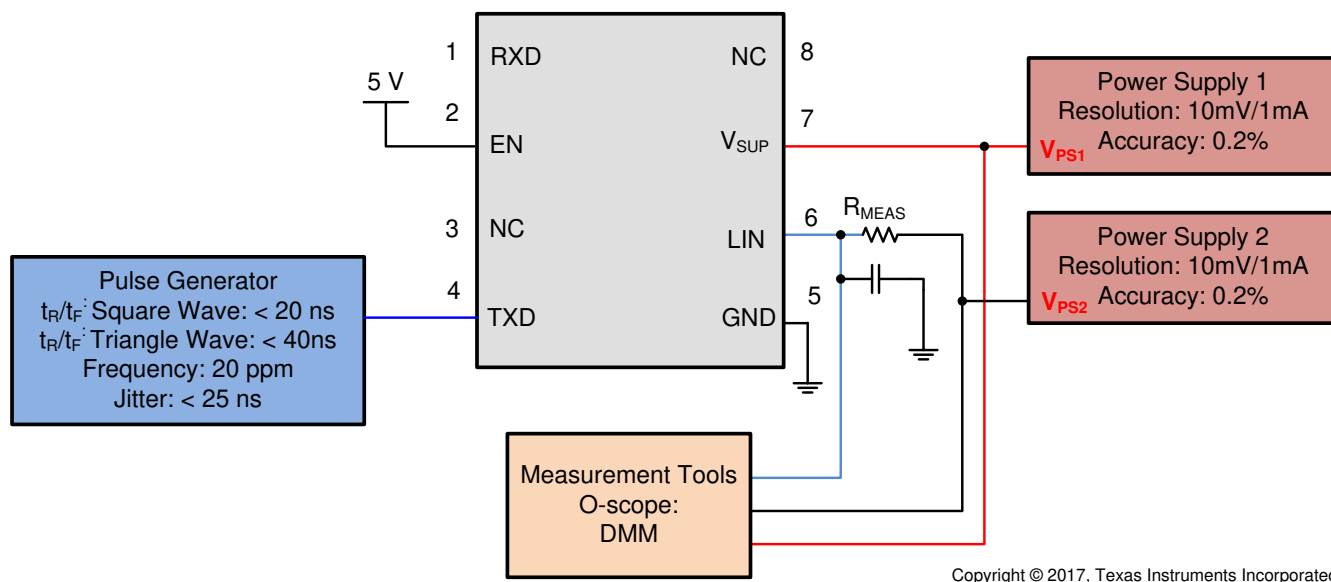 1
RXD
NC
8
5 V
2
EN
7
VSUP
Power Supply 1
Resolution: 10mV/1mA
Accuracy: 0.2%
VPS1
3
NC
6
LIN
RMEAS
Power Supply 2
Resolution: 10mV/1mA
Accuracy: 0.2%
VPS2
Pulse Generator
tR/tF: Square Wave: < 20 ns
tR/tF: Triangle Wave: < 40ns
Frequency: 20 ppm
Jitter: < 25 ns
4
TXD
5
GND
Measurement Tools
O-scope:
DMM
Copyright © 2017, Texas Instruments Incorporated